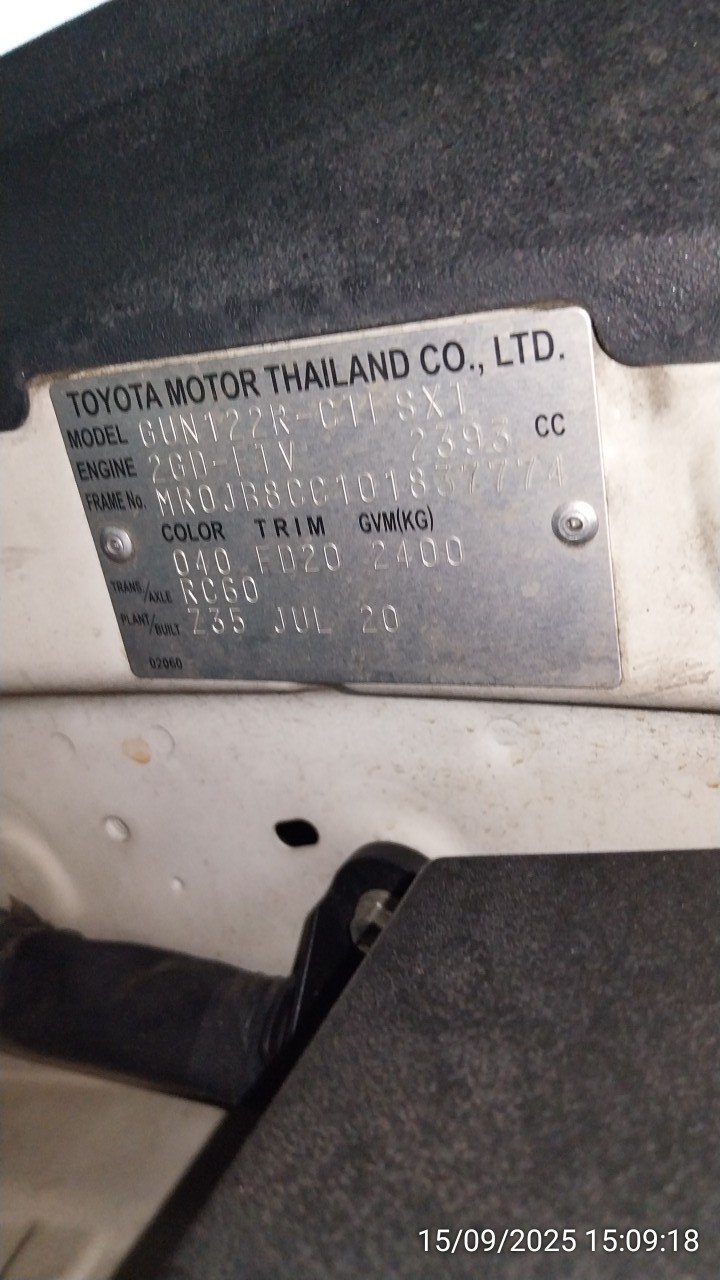 TOYOTA MOTOR THAILAND CO., LTD.
MODEL GUN122R-C1FSX1
ENGINE 2GD-FTV 2393 CC
FRAME No. MR0JB8CC101837774
COLOR TRIM GVM(KG)
040 FD20 2400
TRANS/AXLE RC60
PLANT/BUILT Z35 JUL 20
02060
15/09/2025 15:09:18